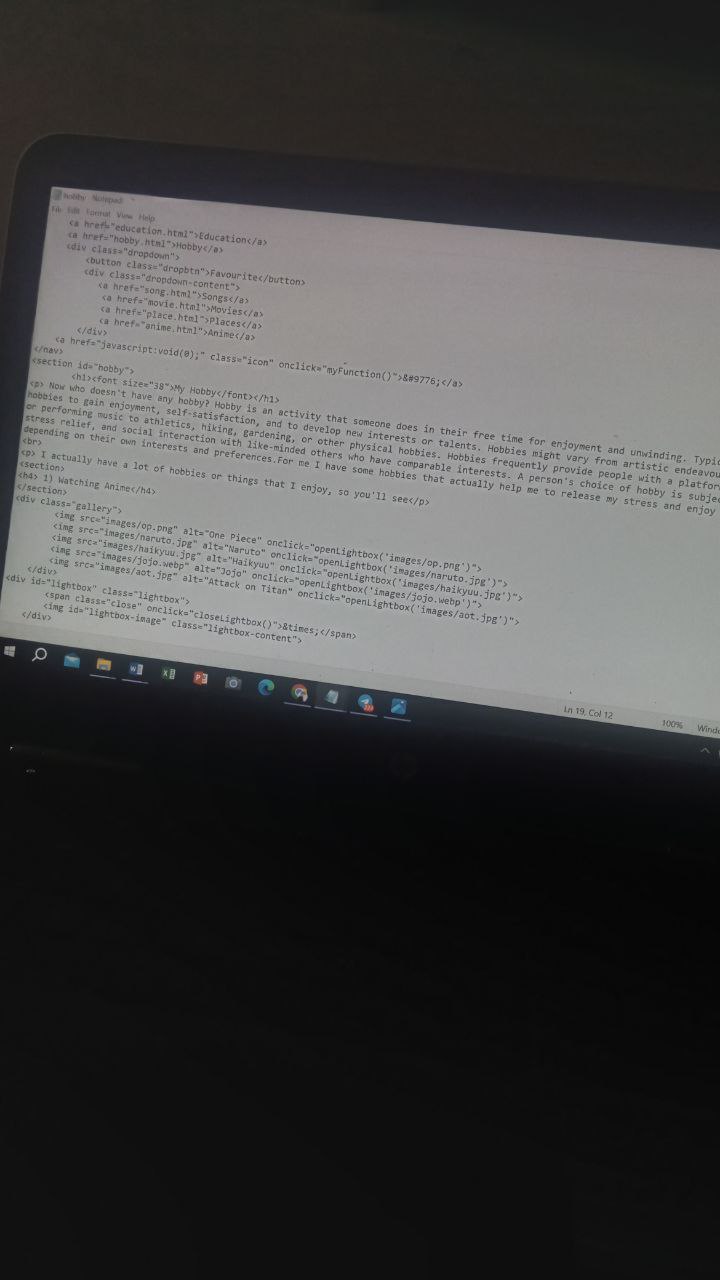 hobby - Notepad
File Edit Format View Help
<a href="education.html">Education</a>
<a href="hobby.html">Hobby</a>
<div class="dropdown">
<button class="dropbtn">Favourite</button>
<div class="dropdown-content">
<a href="song.html">Songs</a>
<a href="movie.html">Movies</a>
<a href="place.html">Places</a>
<a href="anime.html">Anime</a>
</div>
<a href="javascript:void(0);" class="icon" onclick="myFunction()">&#9776;</a>
</nav>
<section id="hobby">
<h1><font size="38">My Hobby</font></h1>
<p> Now who doesn't have any hobby? Hobby is an activity that someone does in their free time for enjoyment and unwinding. Typic
hobbies to gain enjoyment, self-satisfaction, and to develop new interests or talents. Hobbies might vary from artistic endeavou
or performing music to athletics, hiking, gardening, or other physical hobbies. Hobbies frequently provide people with a platfor
stress relief, and social interaction with like-minded others who have comparable interests. A person's choice of hobby is subje
depending on their own interests and preferences.For me I have some hobbies that actually help me to release my stress and enjoy
<br>
<p> I actually have a lot of hobbies or things that I enjoy, so you'll see</p>
<section>
<h4> 1) Watching Anime</h4>
</section>
<div class="gallery">
<img src="images/op.png" alt="One Piece" onclick="openLightbox('images/op.png')">
<img src="images/naruto.jpg" alt="Naruto" onclick="openLightbox('images/naruto.jpg')">
<img src="images/haikyuu.jpg" alt="Haikyuu" onclick="openLightbox('images/haikyuu.jpg')">
<img src="images/jojo.webp" alt="Jojo" onclick="openLightbox('images/jojo.webp')">
<img src="images/aot.jpg" alt="Attack on Titan" onclick="openLightbox('images/aot.jpg')">
</div>
<div id="lightbox" class="lightbox">
<span class="close" onclick="closeLightbox()">&times;</span>
<img id="lightbox-image" class="lightbox-content">
</div>
Ln 19, Col 12 100% Windo